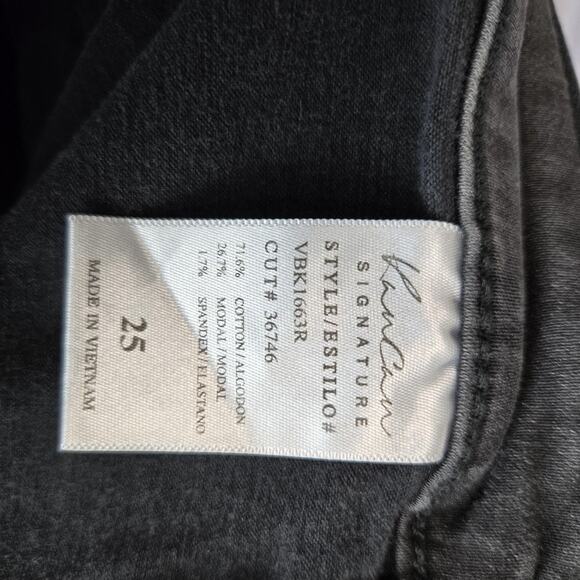 KanCan
SIGNATURE
STYLE/ESTILO#
VBK1663R
CUT# 36746
71.6% COTTON/ALGODON
26.7% MODAL/MODAL
1.7% SPANDEX/ELASTANO
25
MADE IN VIETNAM